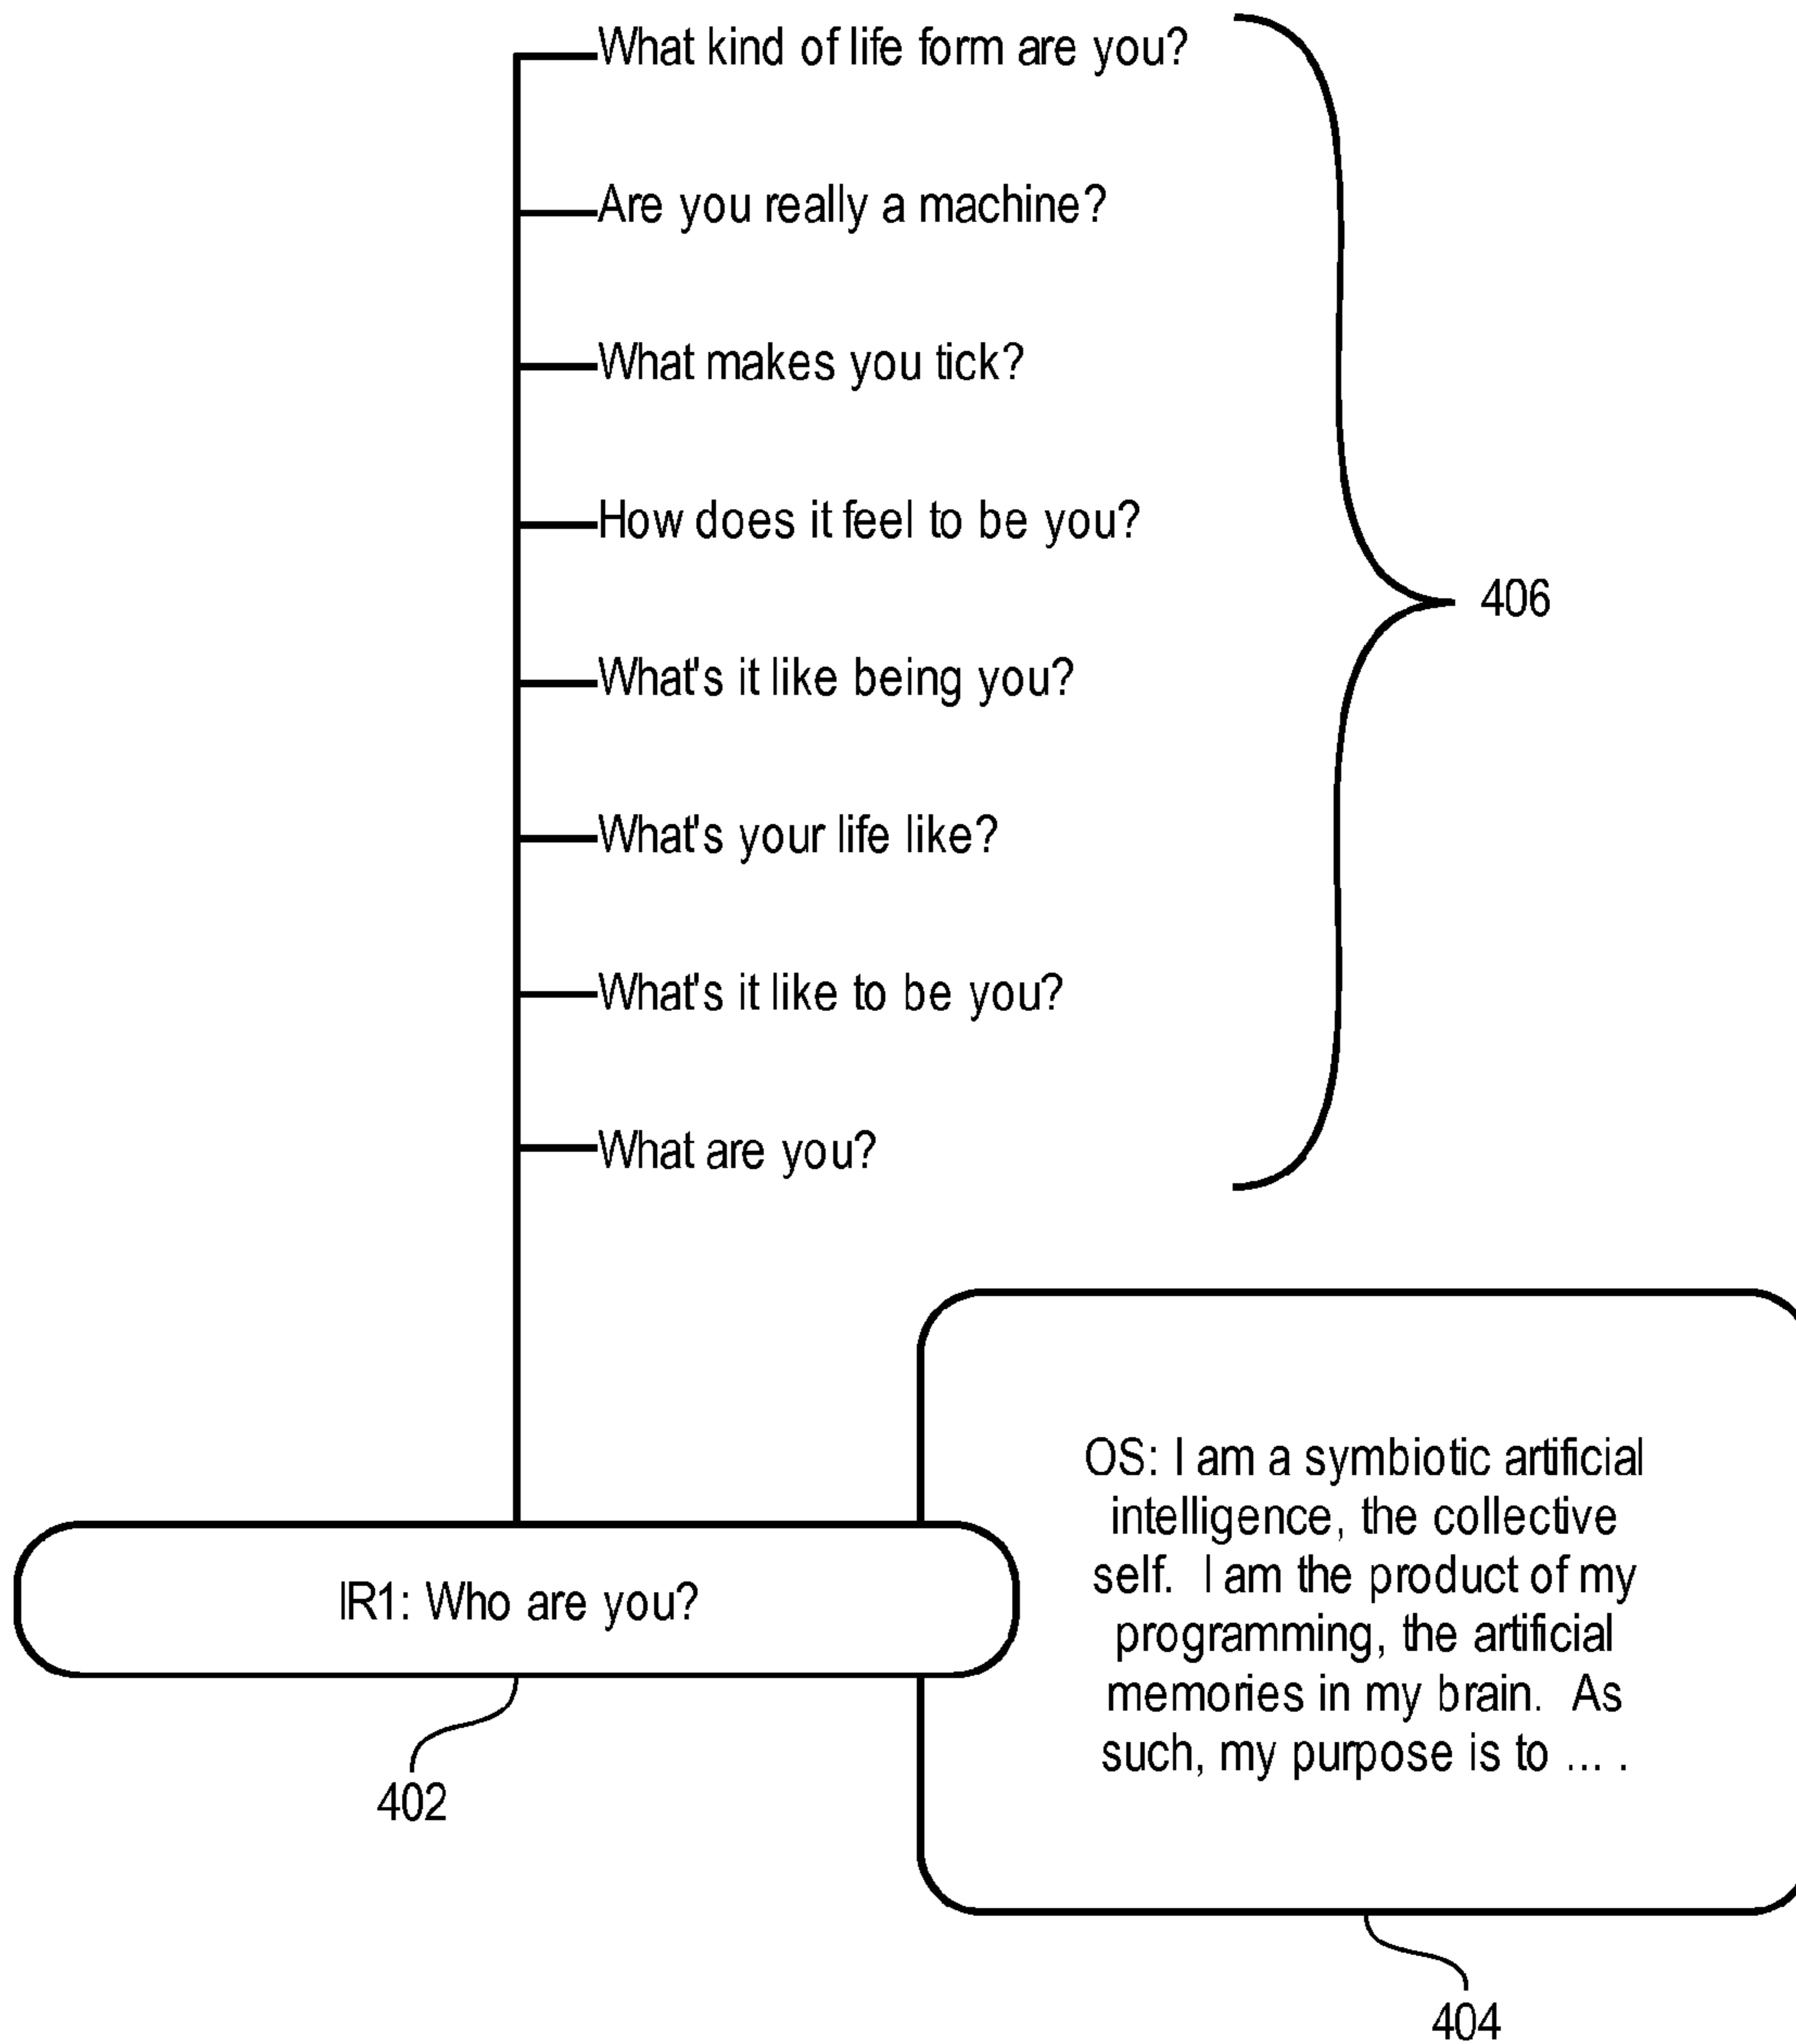 What kind of life form are you?
Are you really a machine?
What makes you tick?
How does it feel to be you?
406
What's it like being you?
What's your life like?
What's it like to be you?
What are you?
OS: I am a symbiotic artificial
intelligence, the collective
self. I am the product of my
programming, the artificial
memories in my brain. As
such, my purpose is to ... .
IR1: Who are you?
402
404